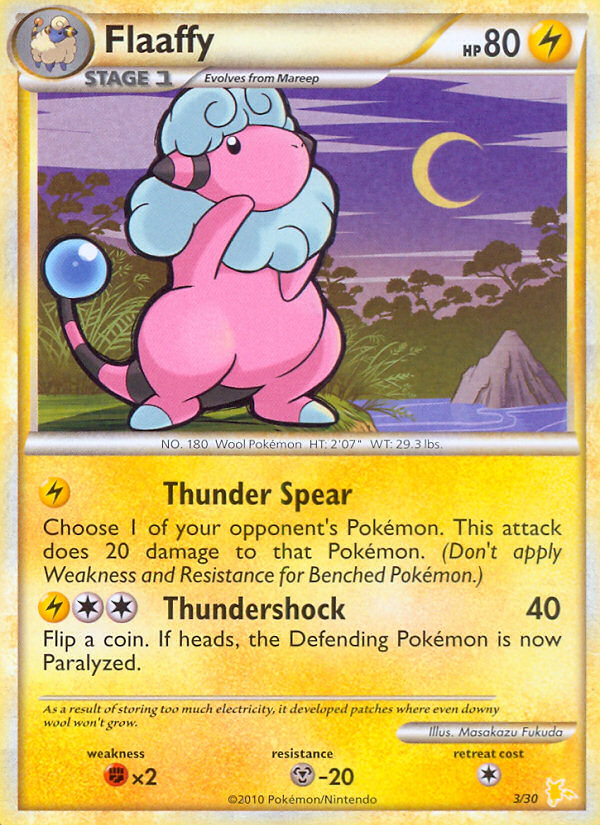 Flaaffy
HP 80
STAGE 1
Evolves from Mareep
NO. 180 Wool Pokémon HT: 2'07" WT: 29.3 lbs.
Thunder Spear
Choose 1 of your opponent's Pokémon. This attack
does 20 damage to that Pokémon. (Don't apply
Weakness and Resistance for Benched Pokémon.)
Thundershock 40
Flip a coin. If heads, the Defending Pokémon is now
Paralyzed.
As a result of storing too much electricity, it developed patches where even downy
wool won't grow.
Illus. Masakazu Fukuda
weakness resistance retreat cost
×2 -20
©2010 Pokémon/Nintendo 3/30